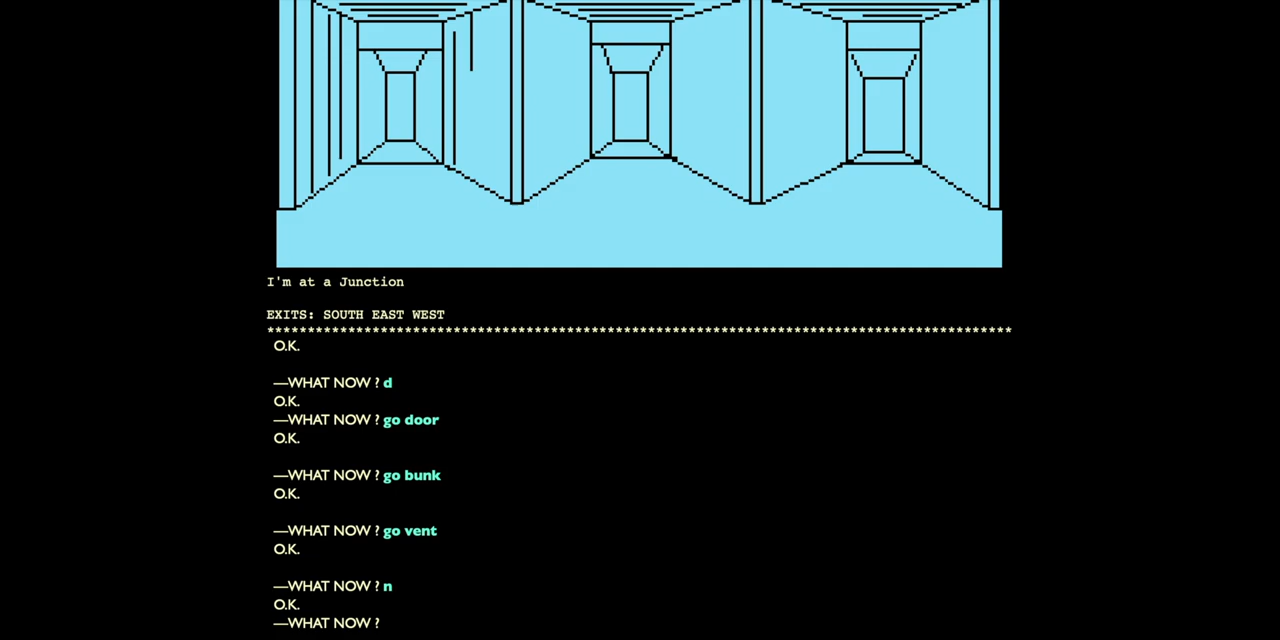 I'm at a Junction
EXITS: SOUTH EAST WEST
********************************************************************************************
O.K.
—WHAT NOW ? d
O.K.
—WHAT NOW ? go door
O.K.
—WHAT NOW ? go bunk
O.K.
—WHAT NOW ? go vent
O.K.
—WHAT NOW ? n
O.K.
—WHAT NOW ?